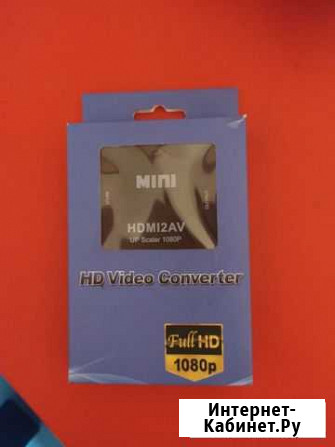 MINI
HDMI2AV
UP Scaler 1080P
HD Video Converter
Full HD
1080p
Интернет-
Кабинет.Ру